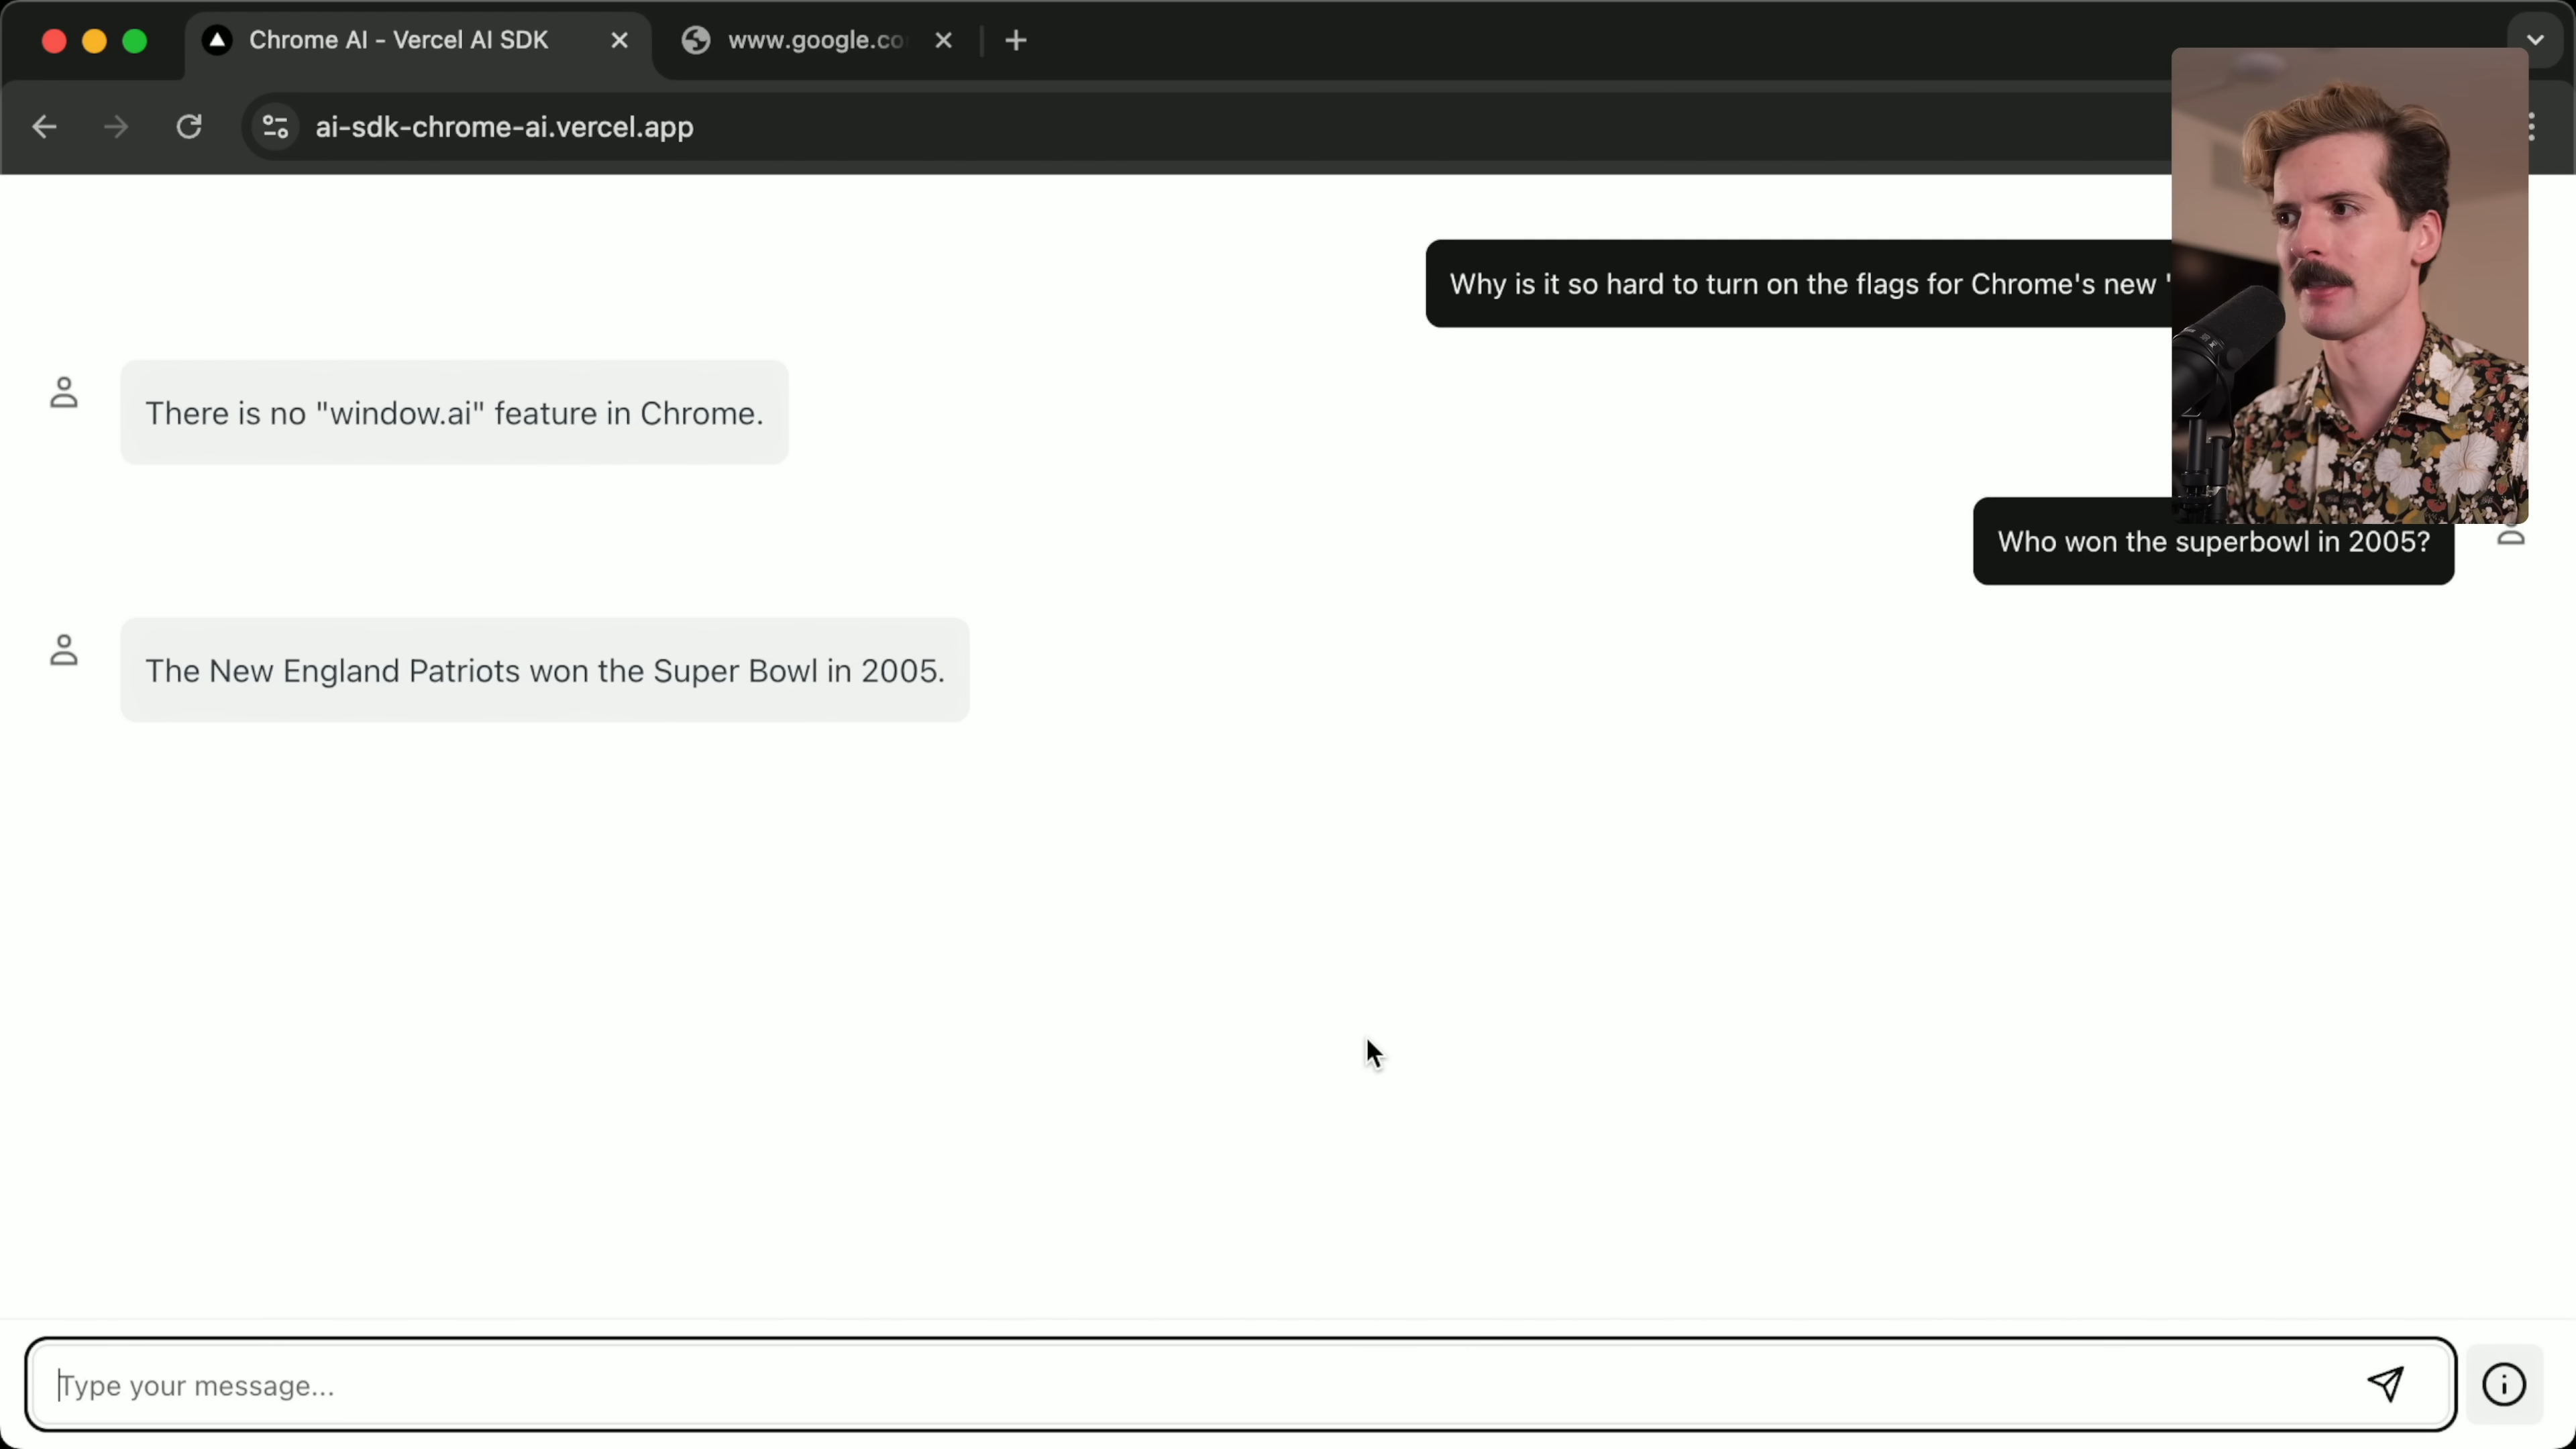 Chrome AI - Vercel AI SDK
www.google.co
ai-sdk-chrome-ai.vercel.app
Why is it so hard to turn on the flags for Chrome's new "
There is no "window.ai" feature in Chrome.
Who won the superbowl in 2005?
The New England Patriots won the Super Bowl in 2005.
Type your message...